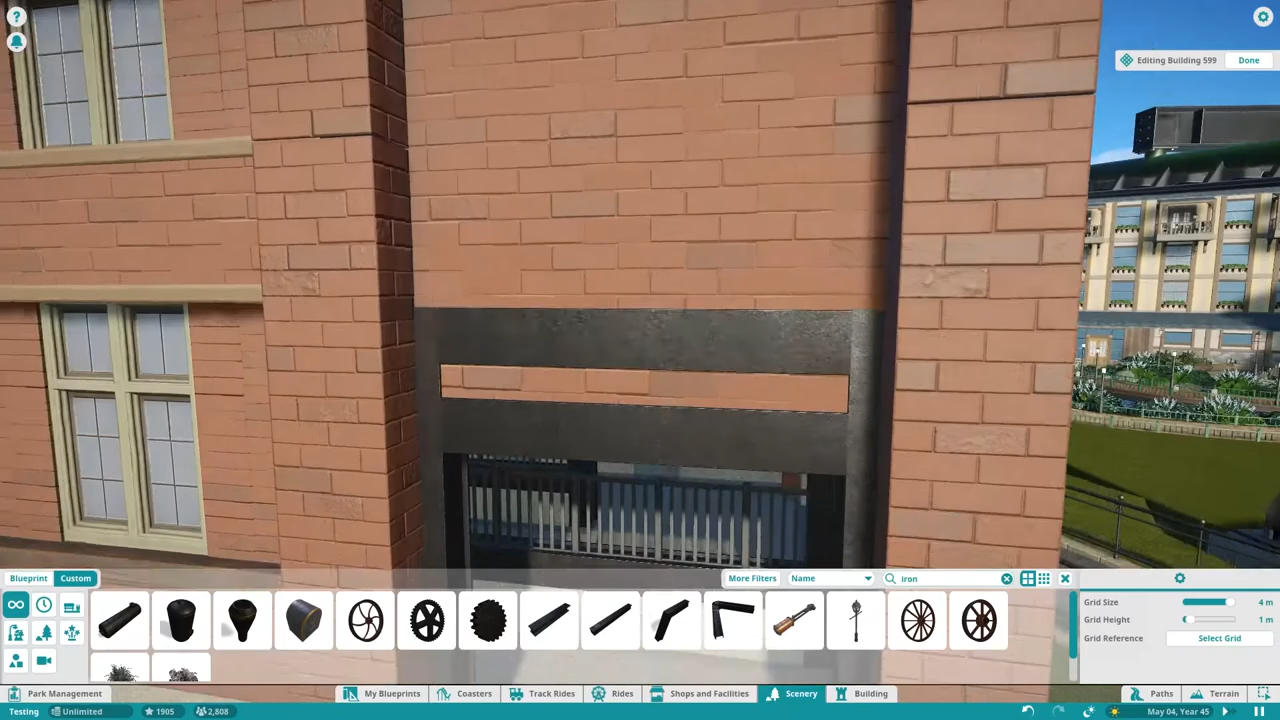 ?
Editing Building 599 Done
Blueprint Custom More Filters Name iron
Grid Size 4 m
Grid Height 1 m
Grid Reference Select Grid
Park Management My Blueprints Coasters Track Rides Rides Shops and Facilities Scenery Building Paths Terrain
Testing Unlimited 1905 2,808 May 04, Year 45